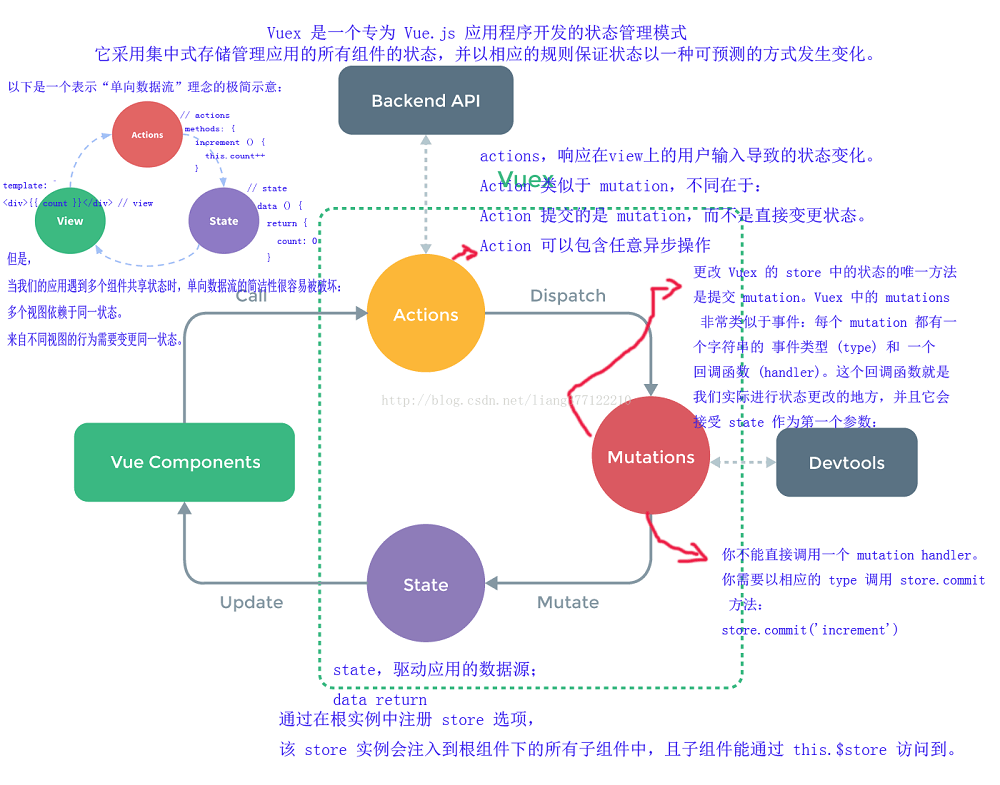 Vuex 是一个专为 Vue.js 应用程序开发的状态管理模式
它采用集中式存储管理应用的所有组件的状态，并以相应的规则保证状态以一种可预测的方式发生变化。
以下是一个表示“单向数据流”理念的极简示意：
Backend API
Actions
// actions
methods: {
increment () {
this.count++
}
template: `
<div>{{ count }}</div> // view
View
State
// state
data () {
return {
count: 0
}
actions，响应在view上的用户输入导致的状态变化。
Vuex
Action 类似于 mutation，不同在于：
Action 提交的是 mutation，而不是直接变更状态。
Action 可以包含任意异步操作
但是，
当我们的应用遇到多个组件共享状态时，单向数据流的简洁性很容易被破坏：
多个视图依赖于同一状态。
来自不同视图的行为需要变更同一状态。
Call
Actions
Dispatch
更改 Vuex 的 store 中的状态的唯一方法
是提交 mutation。Vuex 中的 mutations
非常类似于事件：每个 mutation 都有一
个字符串的 事件类型 (type) 和 一个
回调函数 (handler)。这个回调函数就是
我们实际进行状态更改的地方，并且它会
接受 state 作为第一个参数：
http://blog.csdn.net/liang377122210
Vue Components
Mutations
Devtools
你不能直接调用一个 mutation handler。
你需要以相应的 type 调用 store.commit
方法：
store.commit('increment')
State
Update
Mutate
state，驱动应用的数据源；
data return
通过在根实例中注册 store 选项，
该 store 实例会注入到根组件下的所有子组件中，且子组件能通过 this.$store 访问到。